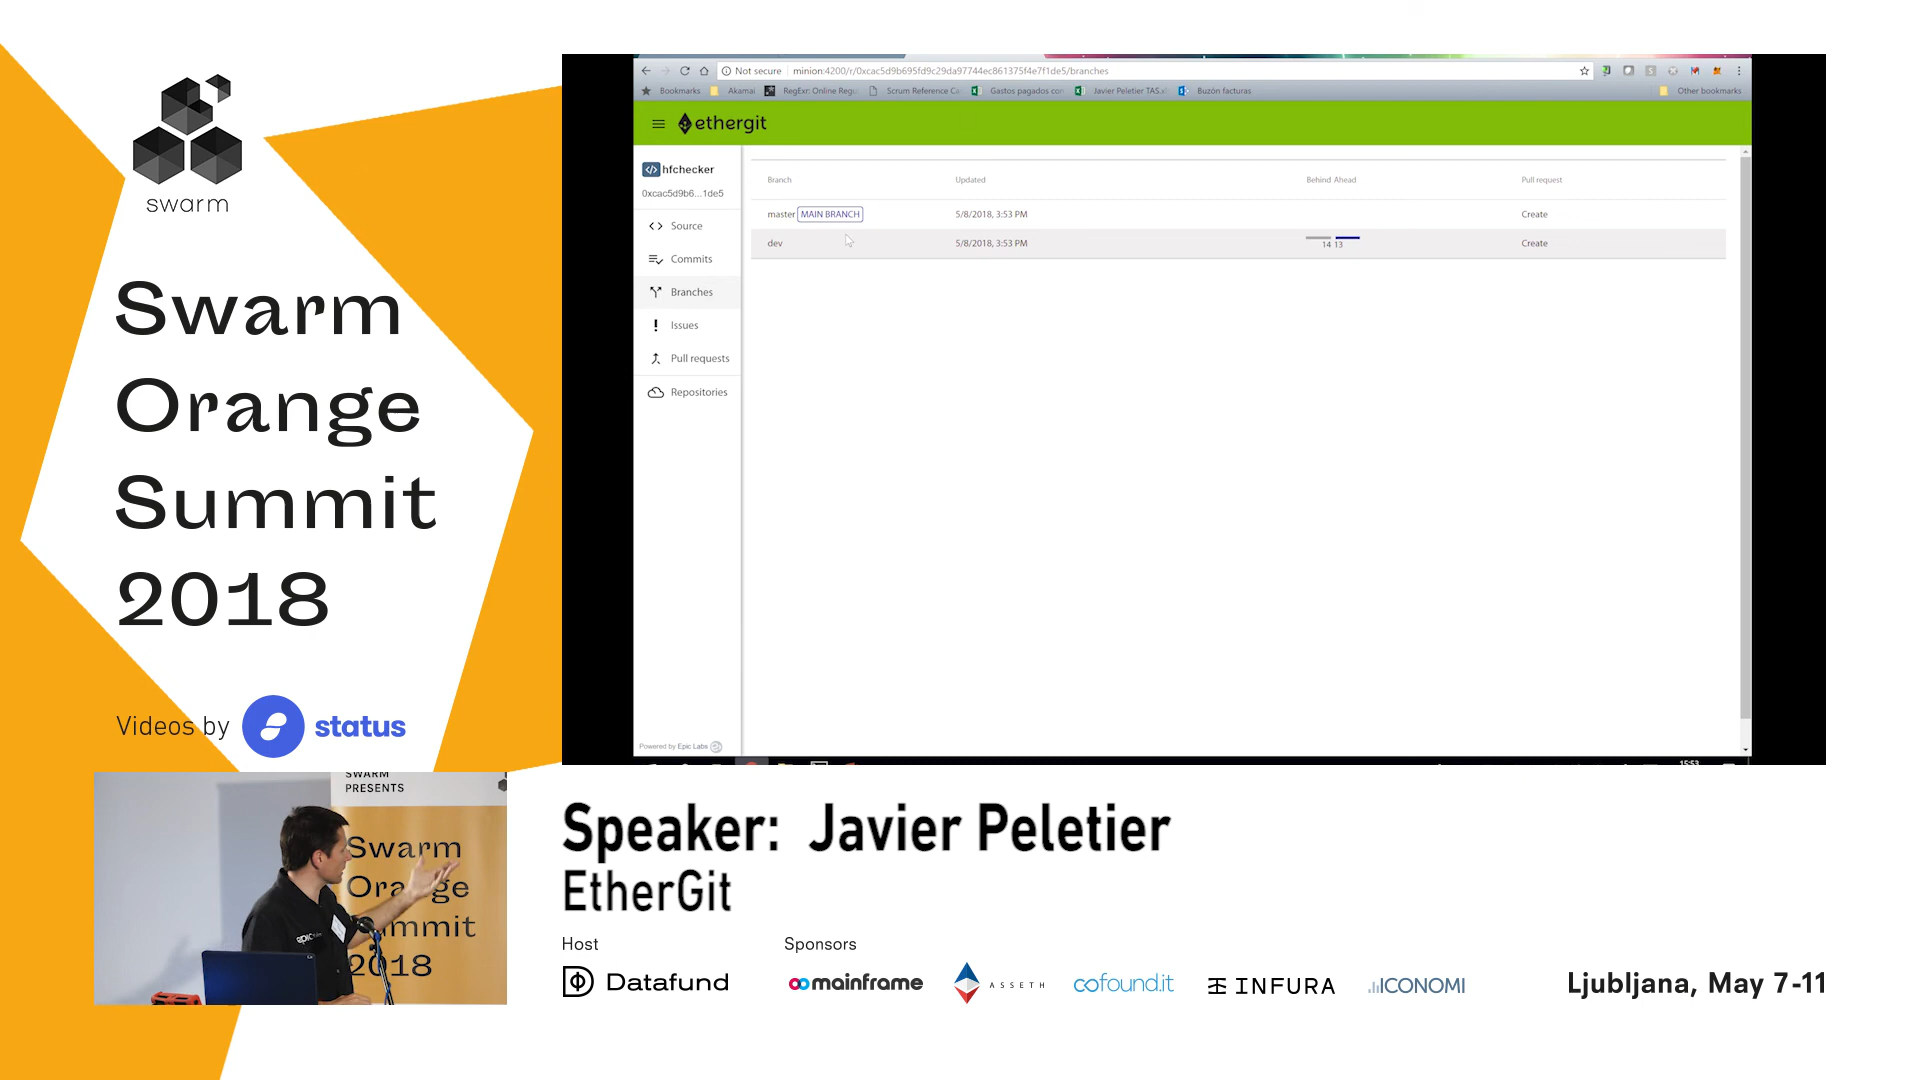 swarm
Swarm
Orange
Summit
2018
Videos by status
Not secure minion:4200/r/0xcac5d9b695fd9c29da97744ec861375f4e7f1de5/branches
Bookmarks Akamai RegExr: Online Regu Scrum Reference Ca Gastos pagados con Javier Peletier TAS.xl Buzón facturas Other bookmarks
ethergit
hfchecker
0xcac5d9b6...1de5
Source
Commits
Branches
Issues
Pull requests
Repositories
Powered by Epic Labs
Branch Updated Behind Ahead Pull request
master MAIN BRANCH 5/8/2018, 3:53 PM Create
dev 5/8/2018, 3:53 PM 14 13 Create
15:53
SWARM
PRESENTS
Swarm
Orange
Summit
2018
epic
Speaker: Javier Peletier
EtherGit
Host
Datafund
Sponsors
mainframe
ASSETH
cofound.it
INFURA
ICONOMI
Ljubljana, May 7-11